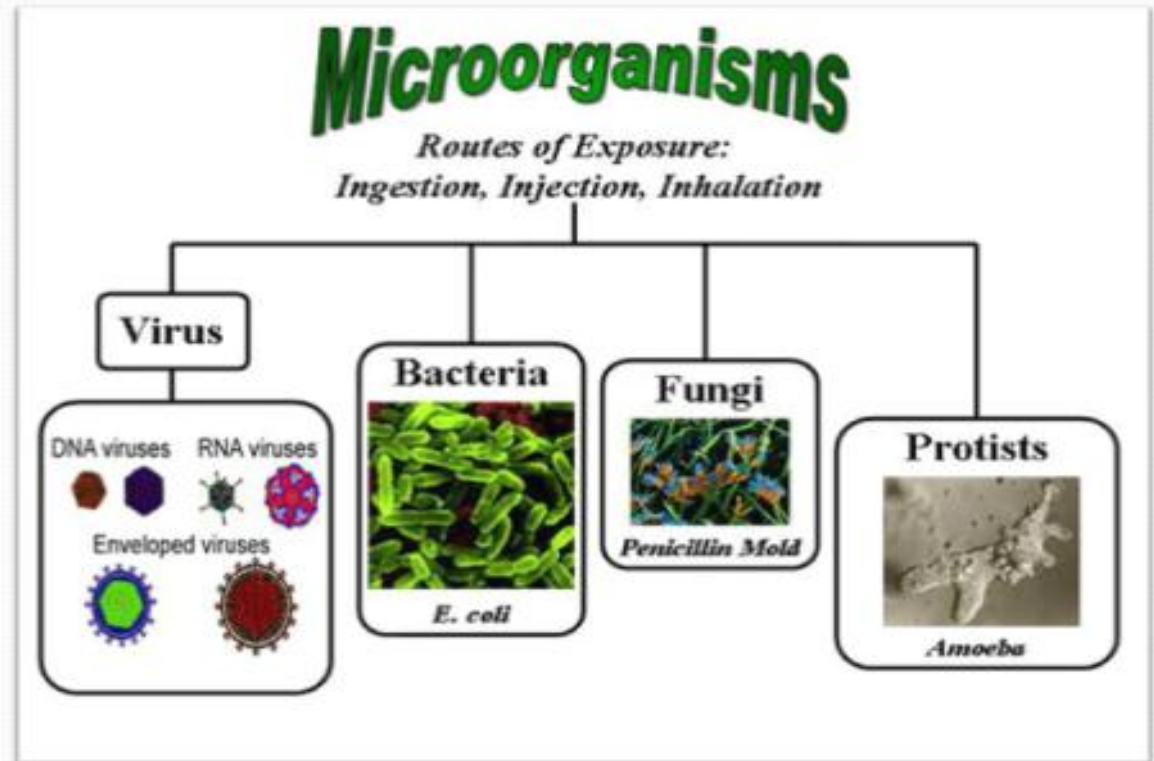 Microorganisms
Routes of Exposure:
Ingestion, Injection, Inhalation
Virus
DNA viruses
RNA viruses
Enveloped viruses
Bacteria
E. coli
Fungi
Penicillin Mold
Protists
Amoeba